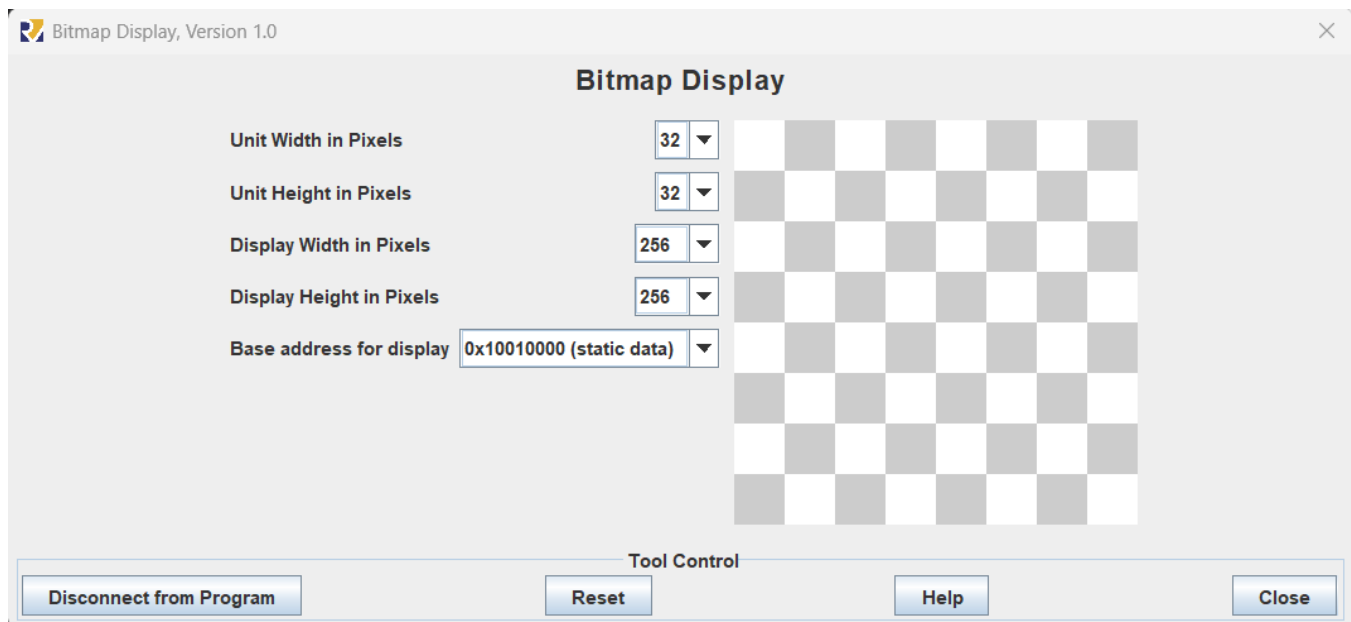 Bitmap Display, Version 1.0
Bitmap Display
Unit Width in Pixels 32
Unit Height in Pixels 32
Display Width in Pixels 256
Display Height in Pixels 256
Base address for display 0x10010000 (static data)
Tool Control
Disconnect from Program Reset Help Close